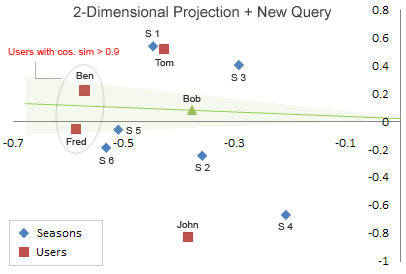 2-Dimensional Projection + New Query
0.8
Users with cos. sim > 0.9
S 1
Tom
0.6
S 3
0.4
Ben
Bob
0.2
0
Fred
S 5
-0.7
-0.5
-0.3
-0.1
S 6
S 2
-0.2
-0.4
John
S 4
-0.6
Seasons
-0.8
Users
-1